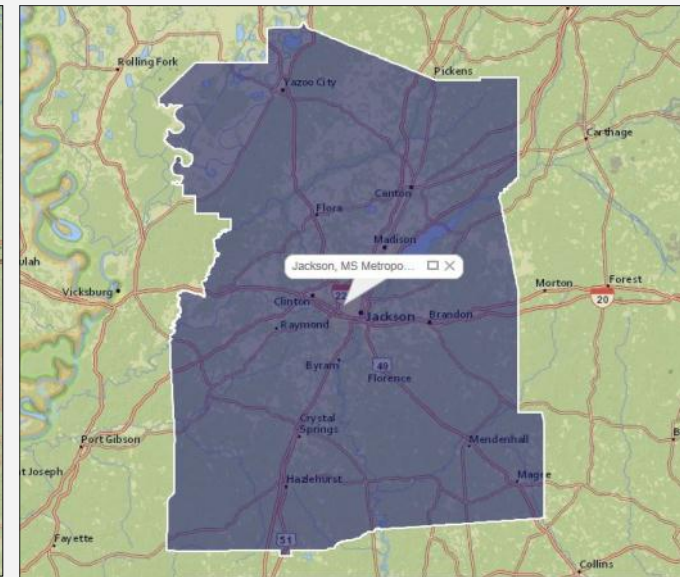 Rolling Fork
Pickens
Yazoo City
Carthage
Canton
Flora
Madison
Jackson, MS Metropo...
ulah
Vicksburg
Clinton
22
Jackson
Brandon
Morton
Forest
20
Raymond
Byram
49
Florence
Crystal
Springs
Port Gibson
Mendenhall
B
t Joseph
Hazlehurst
Magee
Fayette
51
Collins